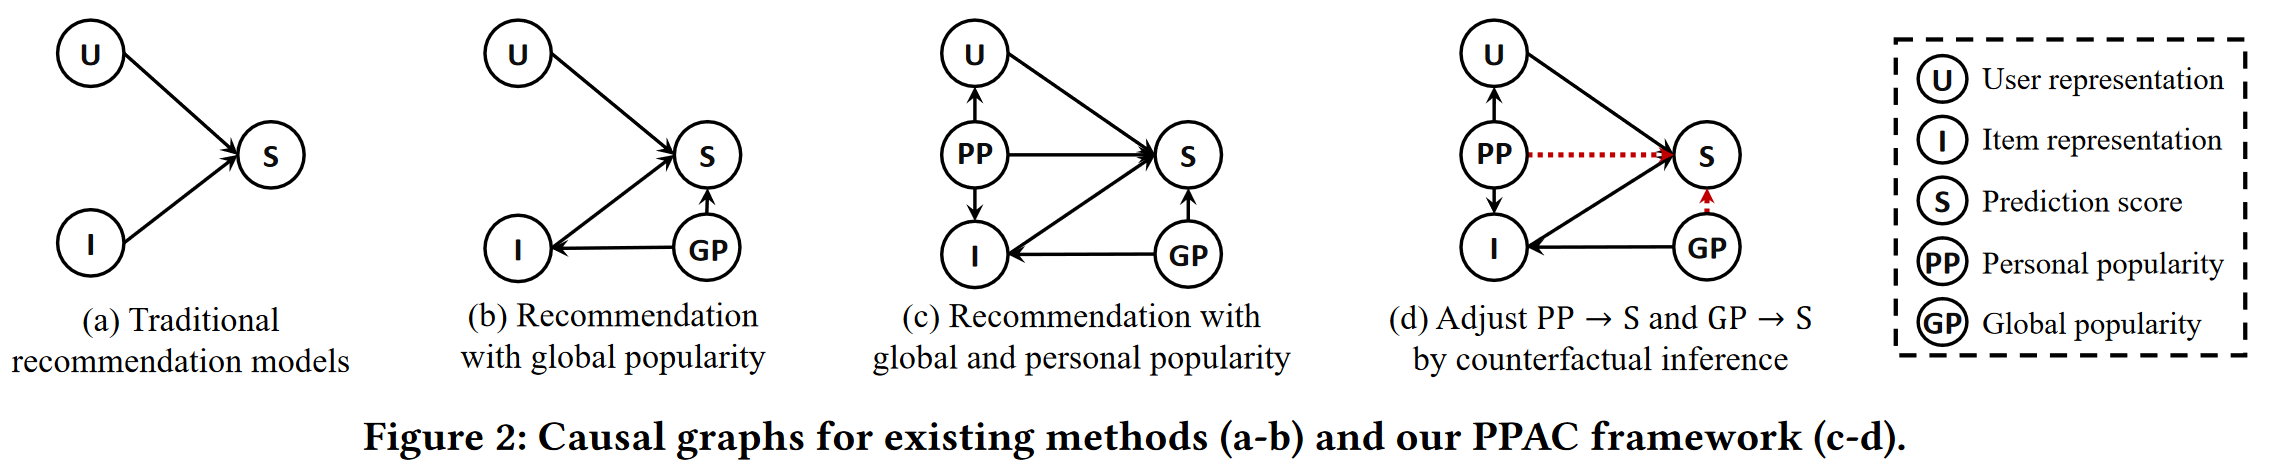 U
I
S
(a) Traditional
recommendation models
U
S
I
GP
(b) Recommendation
with global popularity
U
PP
S
I
GP
(c) Recommendation with
global and personal popularity
U
PP
S
I
GP
(d) Adjust PP → S and GP → S
by counterfactual inference
U User representation
I Item representation
S Prediction score
PP Personal popularity
GP Global popularity
Figure 2: Causal graphs for existing methods (a-b) and our PPAC framework (c-d).